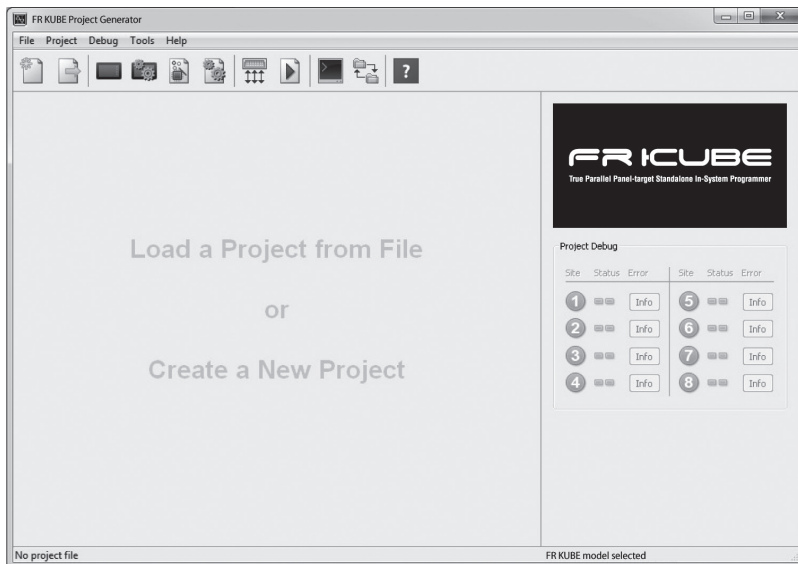 FR KUBE Project Generator
File Project Debug Tools Help
?
Load a Project from File
or
Create a New Project
FR KUBE
True Parallel Panel-target Standalone In-System Programmer
Project Debug
Site Status Error Site Status Error
1 Info 5 Info
2 Info 6 Info
3 Info 7 Info
4 Info 8 Info
No project file FR KUBE model selected